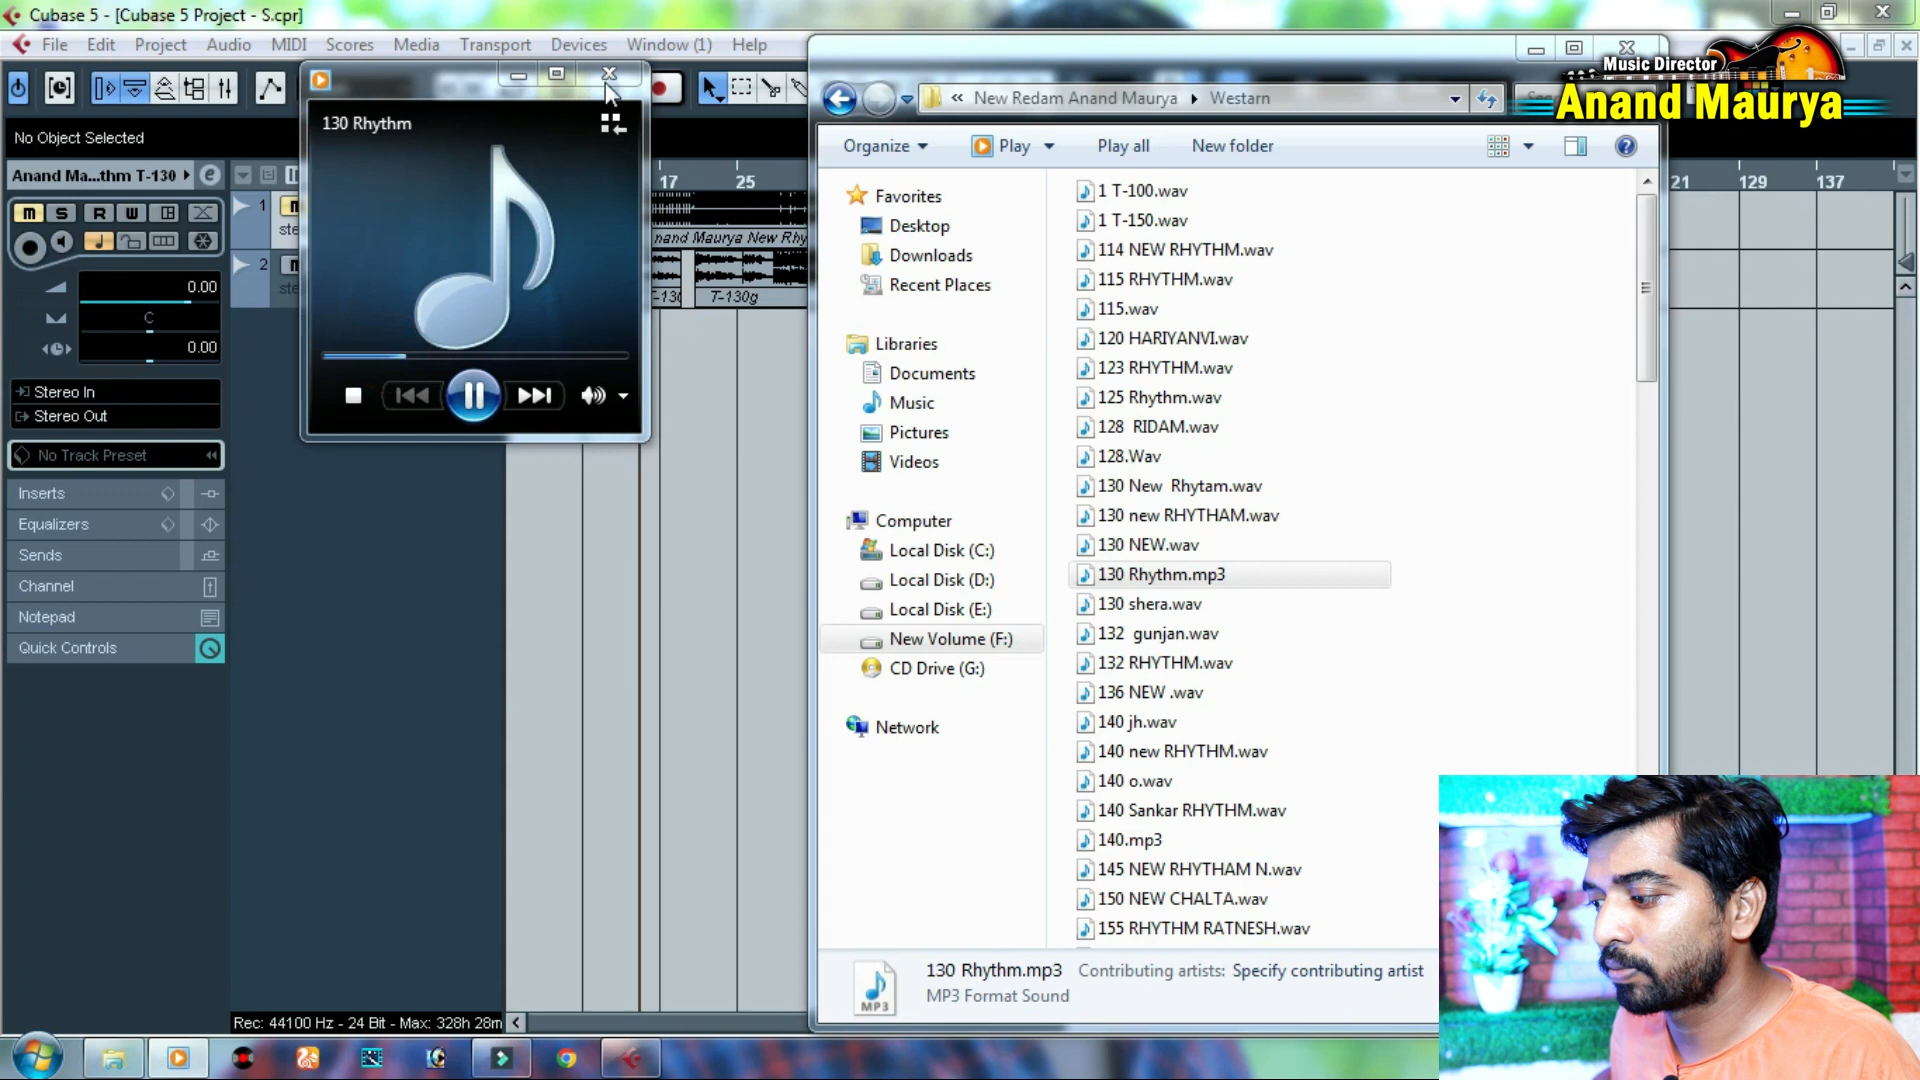 Cubase 5 - [Cubase 5 Project - S.cpr]
File Edit Project Audio MIDI Scores Media Transport Devices Window (1) Help
Music Director
Anand Maurya
No Object Selected
Anand Ma...thm T-130
M S R W
0.00
C
0.00
Stereo In
Stereo Out
No Track Preset
Inserts
Equalizers
Sends
Channel
Notepad
Quick Controls
1
2
130 Rhythm
17 25
nand Maurya New Rhy
T-130g
21 129 137
Rec: 44100 Hz - 24 Bit - Max: 328h 28m
« New Redam Anand Maurya Westarn
Organize Play Play all New folder
Favorites
Desktop
Downloads
Recent Places
Libraries
Documents
Music
Pictures
Videos
Computer
Local Disk (C:)
Local Disk (D:)
Local Disk (E:)
New Volume (F:)
CD Drive (G:)
Network
1 T-100.wav
1 T-150.wav
114 NEW RHYTHM.wav
115 RHYTHM.wav
115.wav
120 HARIYANVI.wav
123 RHYTHM.wav
125 Rhythm.wav
128  RIDAM.wav
128.Wav
130 New  Rhytam.wav
130 new RHYTHAM.wav
130 NEW.wav
130 Rhythm.mp3
130 shera.wav
132  gunjan.wav
132 RHYTHM.wav
136 NEW .wav
140 jh.wav
140 new RHYTHM.wav
140 o.wav
140 Sankar RHYTHM.wav
140.mp3
145 NEW RHYTHAM N.wav
150 NEW CHALTA.wav
155 RHYTHM RATNESH.wav
130 Rhythm.mp3 Contributing artists: Specify contributing artist
MP3 Format Sound
MP3